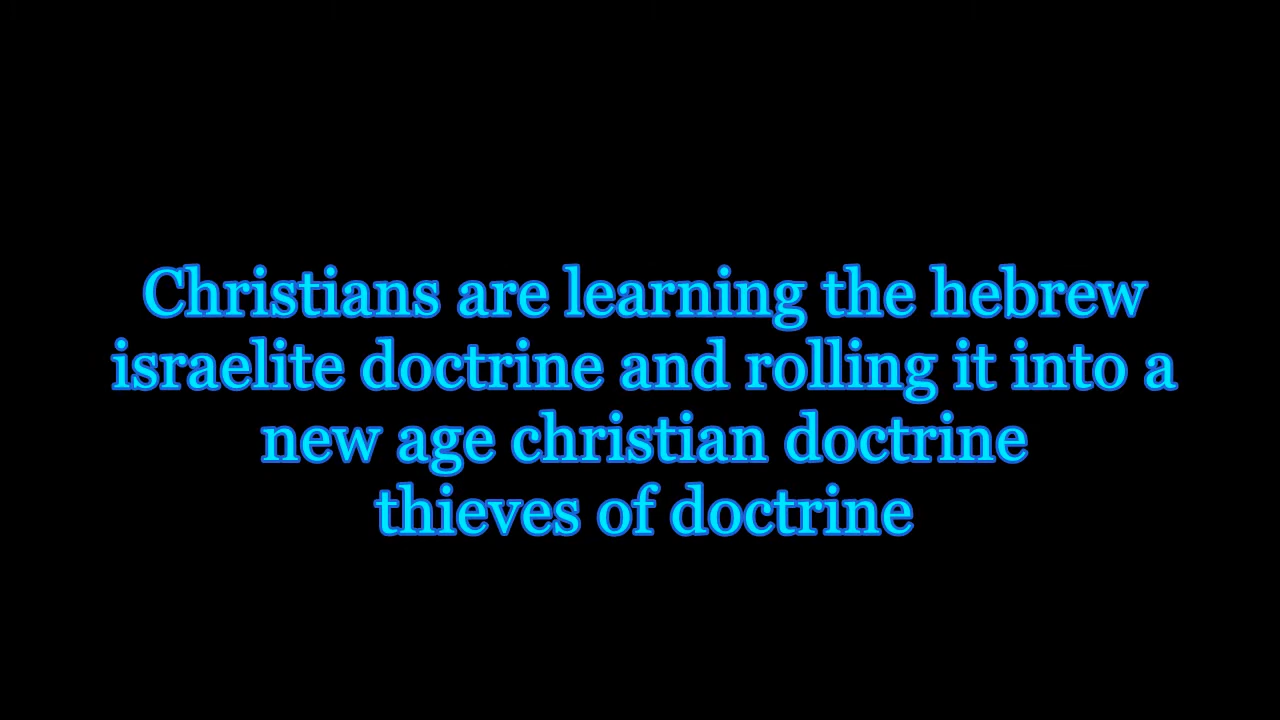 Christians are learning the hebrew
israelite doctrine and rolling it into a
new age christian doctrine
thieves of doctrine